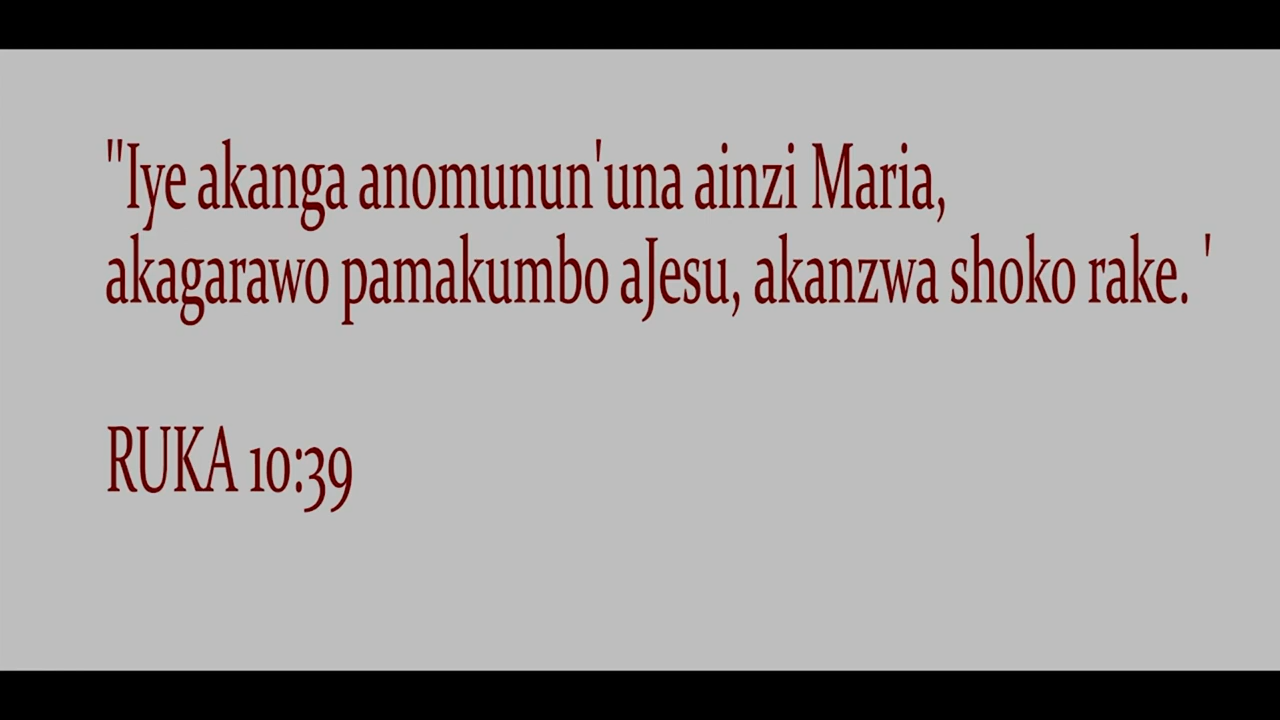 "Iye akanga anomunun'una ainzi Maria,
akagarawo pamakumbo aJesu, akanzwa shoko rake. '
RUKA 10:39